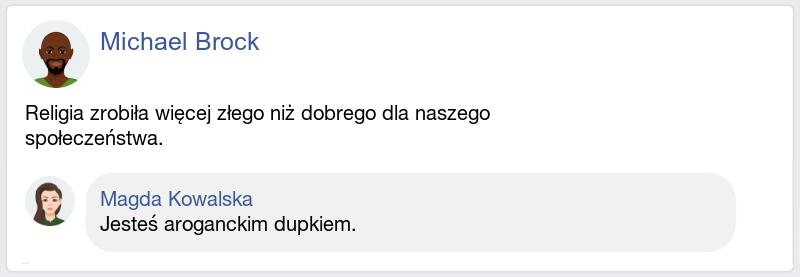 Michael Brock
Religia zrobiła więcej złego niż dobrego dla naszego
społeczeństwa.
Magda Kowalska
Jesteś aroganckim dupkiem.